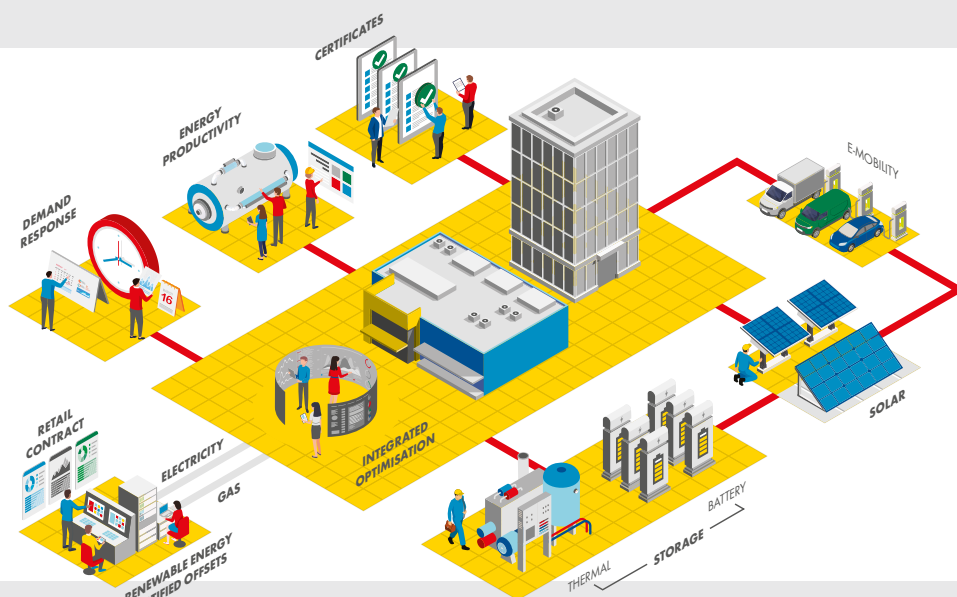 CERTIFICATES
ENERGY
PRODUCTIVITY
E-MOBILITY
DEMAND
RESPONSE
16
SOLAR
RETAIL
CONTRACT
ELECTRICITY
GAS
INTEGRATED
OPTIMISATION
BATTERY
STORAGE
THERMAL
RENEWABLE ENERGY
OFFSETS